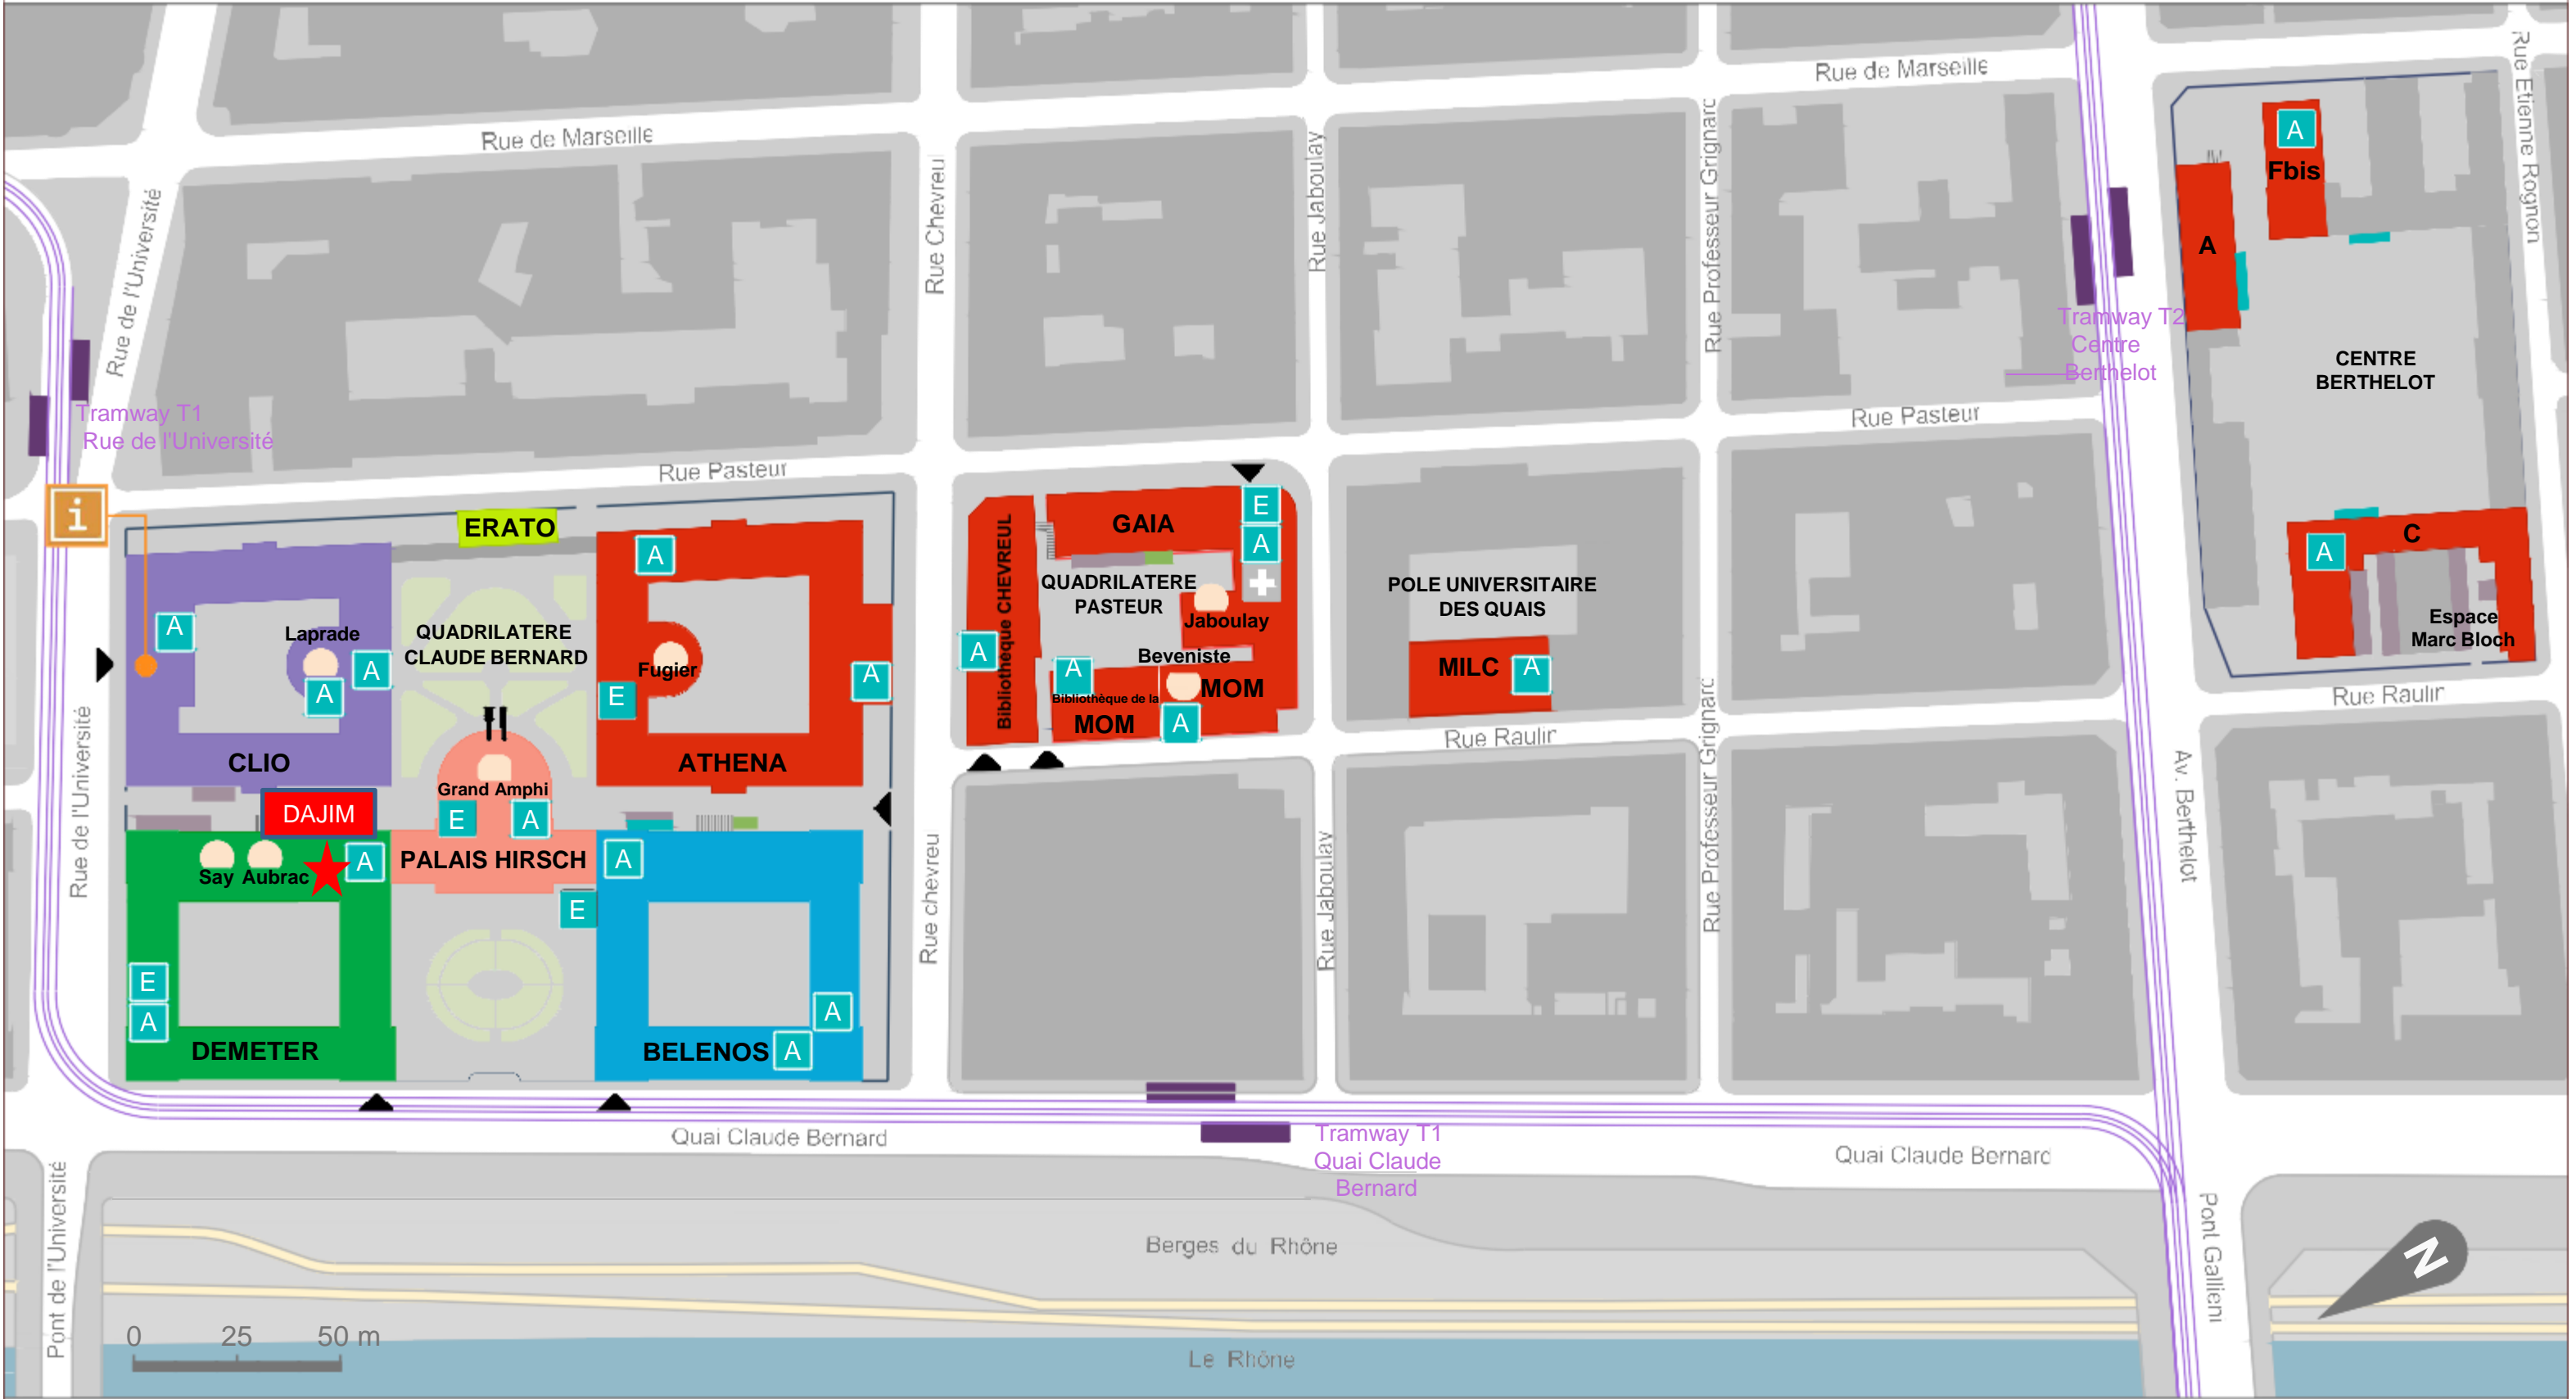 Rue de Marseille
Rue Etienne Rognon
A
Fbis
Rue de Marseille
Rue de l'Université
Rue Chevreul
Rue Jaboulay
Rue Professeur Grignard
A
Tramway T2
Centre
Berthelot
CENTRE
BERTHELOT
Tramway T1
Rue de l'Université
Rue Pasteur
Rue Pasteur
i
ERATO
A
GAIA
E
A
A
C
QUADRILATERE
PASTEUR
Jaboulay
Bibliothèque CHEVREUL
A
POLE UNIVERSITAIRE
DES QUAIS
Espace
Marc Bloch
A
Laprade
A
A
QUADRILATERE
CLAUDE BERNARD
Fugier
E
A
Beveniste
A
Bibliothèque de la
MOM
MOM
A
MILC
A
Rue Raulin
Rue Raulin
CLIO
ATHENA
Grand Amphi
E
A
DAJIM
Rue de l'Université
Rue chevreu
Rue Jaboulay
Rue Professeur Grignard
Av. Berthelot
Say
Aubrac
A
PALAIS HIRSCH
A
E
E
A
A
DEMETER
BELENOS
A
Quai Claude Bernard
Tramway T1
Quai Claude
Bernard
Quai Claude Bernard
Pont de l'Université
Pont Gallieni
Berges du Rhône
N
0 25 50 m
Le Rhône